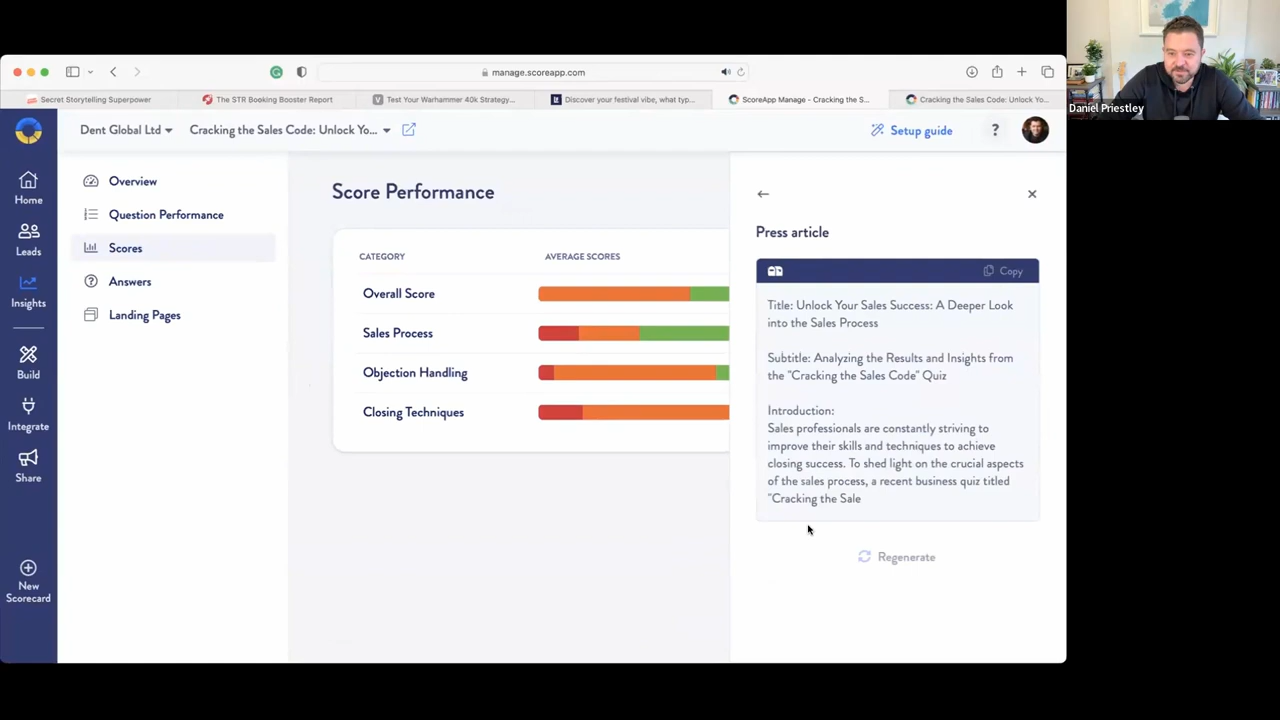 manage.scoreapp.com
Secret Storytelling Superpower
The STR Booking Booster Report
Test Your Warhammer 40k Strategy...
Discover your festival vibe, what typ...
ScoreApp Manage - Cracking the S...
Cracking the Sales Code: Unlock Yo...
Daniel Priestley
Dent Global Ltd
Cracking the Sales Code: Unlock Yo...
Setup guide
?
Home
Leads
Insights
Build
Integrate
Share
New
Scorecard
Overview
Question Performance
Scores
Answers
Landing Pages
Score Performance
CATEGORY
AVERAGE SCORES
Overall Score
Sales Process
Objection Handling
Closing Techniques
Press article
Copy
Title: Unlock Your Sales Success: A Deeper Look
into the Sales Process
Subtitle: Analyzing the Results and Insights from
the "Cracking the Sales Code" Quiz
Introduction:
Sales professionals are constantly striving to
improve their skills and techniques to achieve
closing success. To shed light on the crucial aspects
of the sales process, a recent business quiz titled
"Cracking the Sale
Regenerate